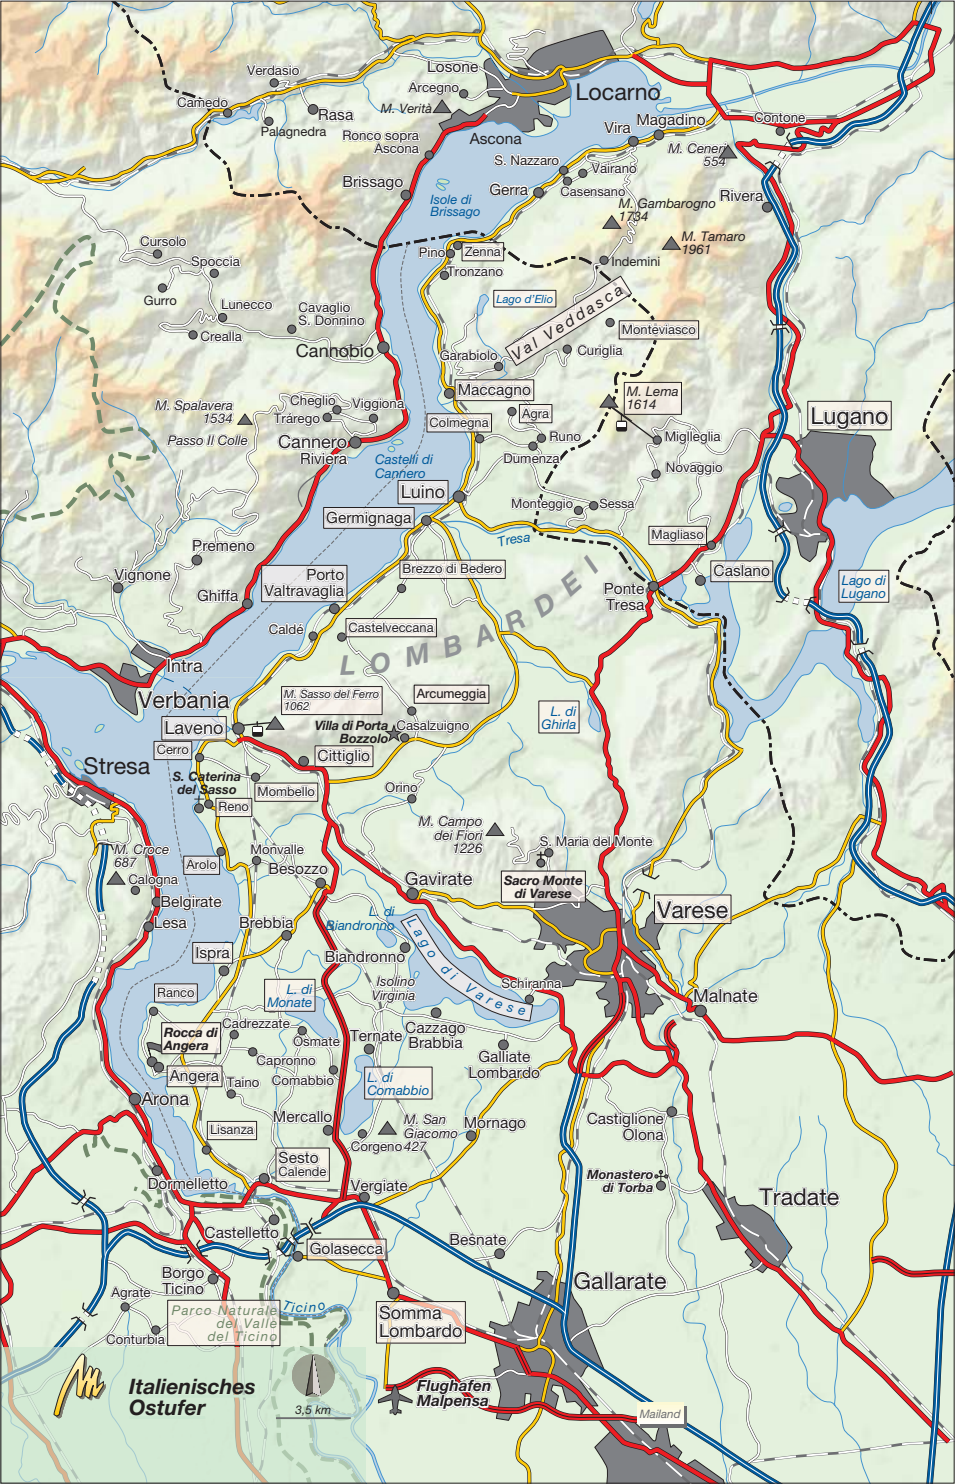 Verdasio
Losone
Arcegno
Camedo
Rasa
M. Verità
Locarno
Palagnedra
Ronco sopra
Ascona
Ascona
Vira
Magadino
Contone
M. Ceneri
554
S. Nazzaro
Vairano
Brissago
Isole di
Brissago
Gerra
Casensano
Rivera
M. Gambarogno
1734
M. Tamaro
1961
Cursolo
Spoccia
Pino
Zenna
Tronzano
Indemini
Gurro
Lunecco
Cavaglio
S. Donnino
Lago d'Elio
Val Veddasca
Crealla
Monteviasco
Cannobio
Garabiolo
Curiglia
Maccagno
M. Lema
1614
M. Spalavera
1534
Cheglio
Viggiona
Trarego
Colmegna
Agra
Lugano
Passo Il Colle
Cannero
Riviera
Runo
Miglieglia
Dumenza
Castelli di
Cannero
Novaggio
Luino
Monteggio
Sessa
Germignaga
Tresa
Magliaso
Premeno
Brezzo di Bedero
Caslano
Vignone
Porto
Valtravaglia
Ponte
Tresa
Lago di
Lugano
Ghiffa
LOMBARDEI
Caldé
Castelveccana
Intra
Verbania
M. Sasso del Ferro
1062
Arcumeggia
L. di
Ghirla
Laveno
Villa di Porta
Bozzolo
Casalzuigno
Cerro
Cittiglio
Stresa
S. Caterina
del Sasso
Mombello
Orino
Reno
M. Campo
dei Fiori
1226
S. Maria del Monte
M. Croce
687
Arolo
Monvalle
Besozzo
Calogna
Gavirate
Sacro Monte
di Varese
Belgirate
Lesa
Brebbia
L. di
Biandronno
Varese
Ispra
Biandronno
Lago di Varese
Isolino
Virginia
Schiranna
Ranco
L. di
Monate
Malnate
Rocca di
Angera
Cadrezzate
Osmate
Ternate
Cazzago
Brabbia
Capronno
Galliate
Lombardo
Angera
Taino
Comabbio
L. di
Comabbio
Arona
Mercallo
M. San
Giacomo
427
Mornago
Castiglione
Olona
Lisanza
Corgeno
Sesto
Calende
Monastero
di Torba
Dormelletto
Vergiate
Tradate
Castelletto
Golasecca
Besnate
Borgo
Ticino
Gallarate
Agrate
Ticino
Parco Naturale
del Valle
del Ticino
Somma
Lombardo
Conturbia
Italienisches
Ostufer
3,5 km
Flughafen
Malpensa
Mailand